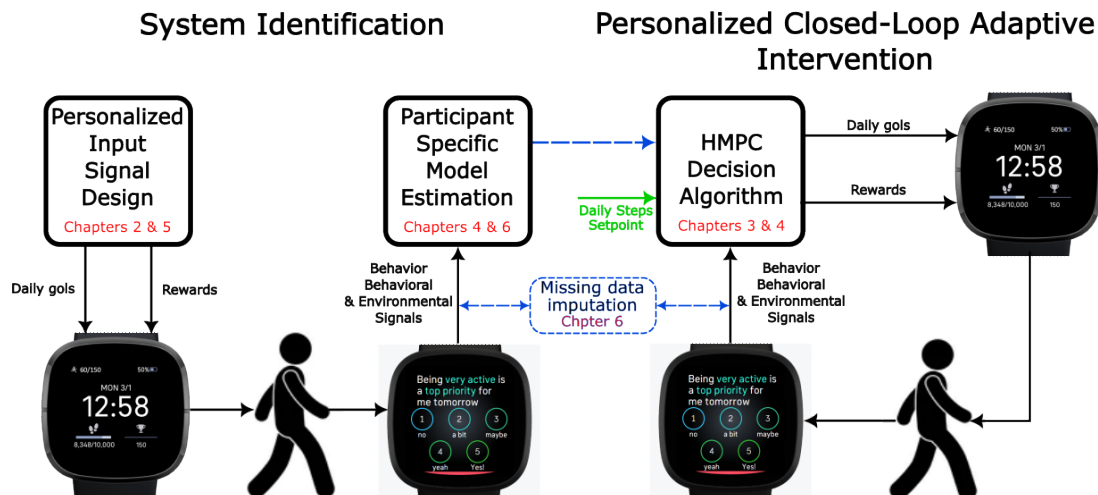 System Identification
Personalized Closed-Loop Adaptive
Intervention
Personalized
Input
Signal
Design
Chapters 2 & 5
Participant
Specific
Model
Estimation
Chapters 4 & 6
HMPC
Decision
Algorithm
Chapters 3 & 4
Daily Steps
Setpoint
Daily gols
Rewards
60/150
50%
MON 3/1
12:58
8,348/10,000
150
Daily gols
Rewards
Behavior
Behavioral
& Environmental
Signals
Missing data
imputation
Chpter 6
Behavior
Behavioral
& Environmental
Signals
60/150
50%
MON 3/1
12:58
8,348/10,000
150
Being very active is
a top priority for
me tomorrow
1 2 3
no a bit maybe
4 5
yeah Yes!
Being very active is
a top priority for
me tomorrow
1 2 3
no a bit maybe
4 5
yeah Yes!